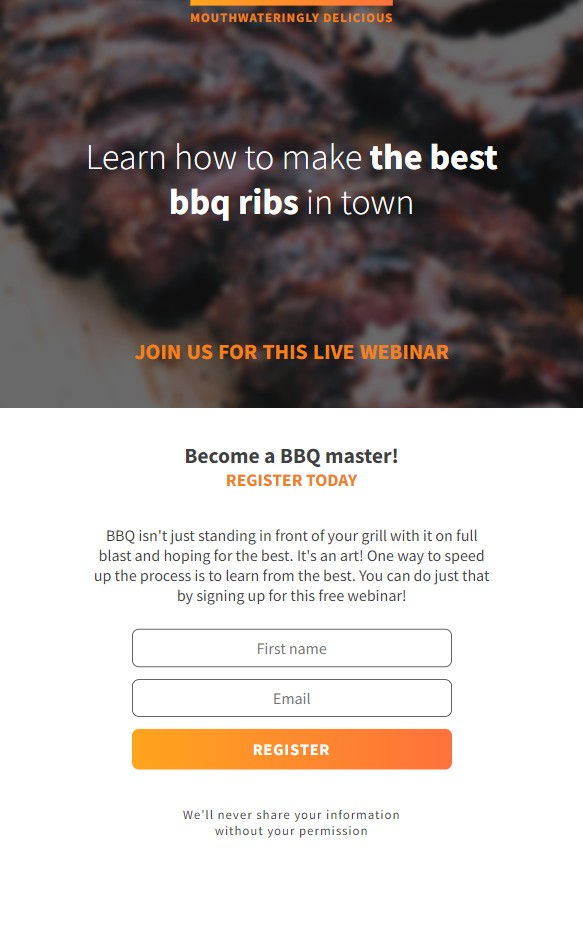 MOUTHWATERINGLY DELICIOUS
Learn how to make the best
bbq ribs in town
JOIN US FOR THIS LIVE WEBINAR
Become a BBQ master!
REGISTER TODAY
BBQ isn't just standing in front of your grill with it on full
blast and hoping for the best. It's an art! One way to speed
up the process is to learn from the best. You can do just that
by signing up for this free webinar!
First name
Email
REGISTER
We'll never share your information
without your permission